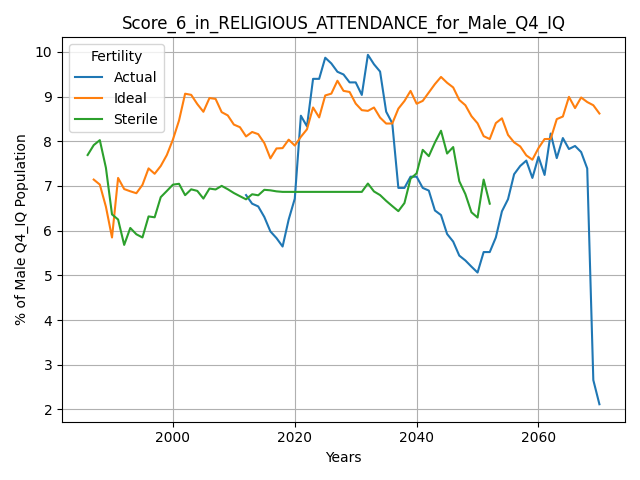 Score_6_in_RELIGIOUS_ATTENDANCE_for_Male_Q4_IQ
Fertility
Actual
Ideal
Sterile
% of Male Q4_IQ Population
10
9
8
7
6
5
4
3
2
2000 2020 2040 2060
Years